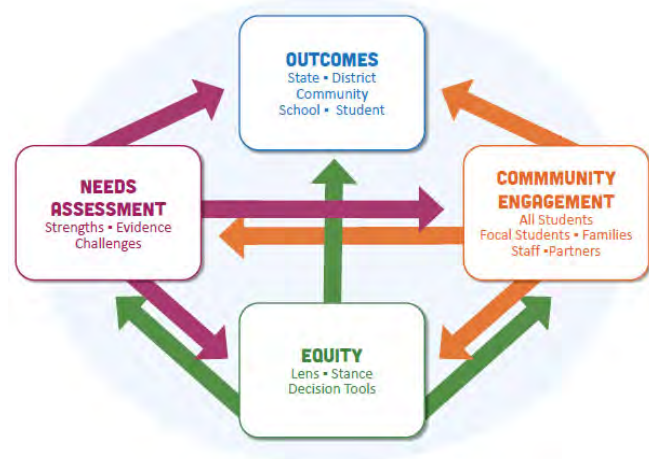 OUTCOMES
State ▪ District
Community
School ▪ Student
NEEDS
ASSESSMENT
Strengths ▪ Evidence
Challenges
COMMMUNITY
ENGAGEMENT
All Students
Focal Students ▪ Families
Staff ▪Partners
EQUITY
Lens ▪ Stance
Decision Tools